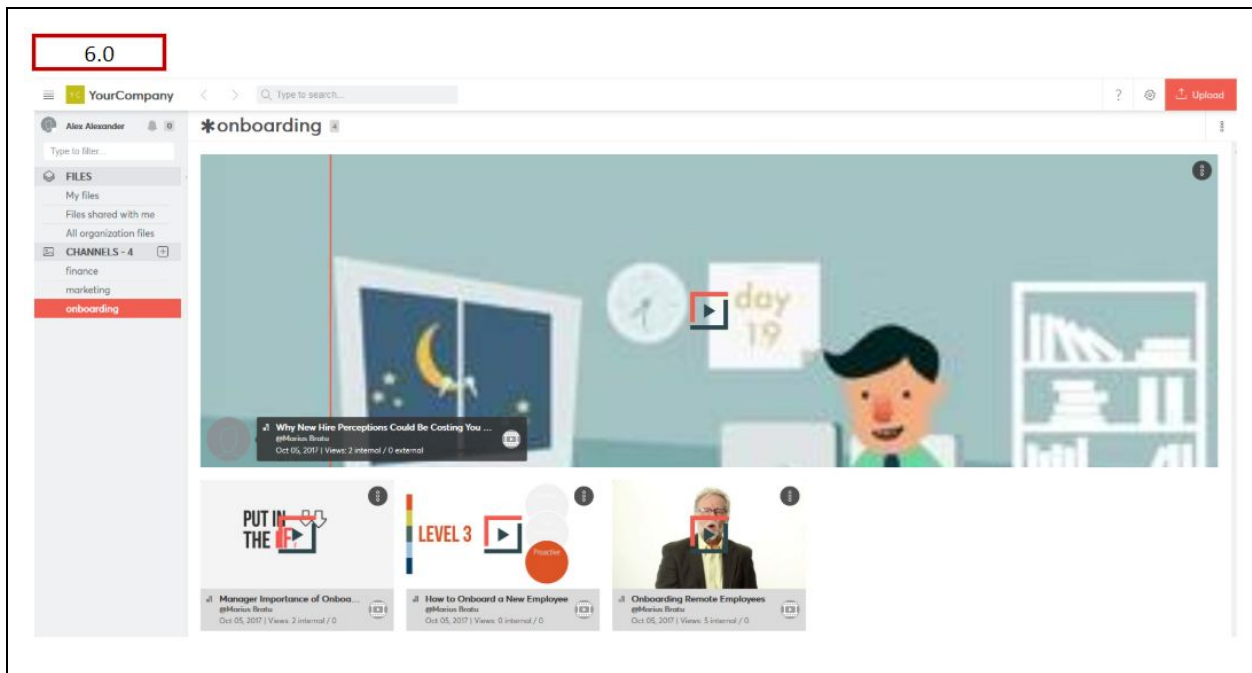 6.0
YC YourCompany
Type to search...
?
Upload
Alex Alexander 0
Type to filter...
FILES
My files
Files shared with me
All organization files
CHANNELS - 4
finance
marketing
onboarding
*onboarding 4
day
19
Why New Hire Perceptions Could Be Costing You ...
@Marius Bratu
Oct 05, 2017 | Views: 2 internal / 0 external
PUT IN
THE
Manager Importance of Onboa...
@Marius Bratu
Oct 05, 2017 | Views: 2 internal / 0
LEVEL 3
Proactive
How to Onboard a New Employee
@Marius Bratu
Oct 05, 2017 | Views: 0 internal / 0
Onboarding Remote Employees
@Marius Bratu
Oct 05, 2017 | Views: 3 internal / 0